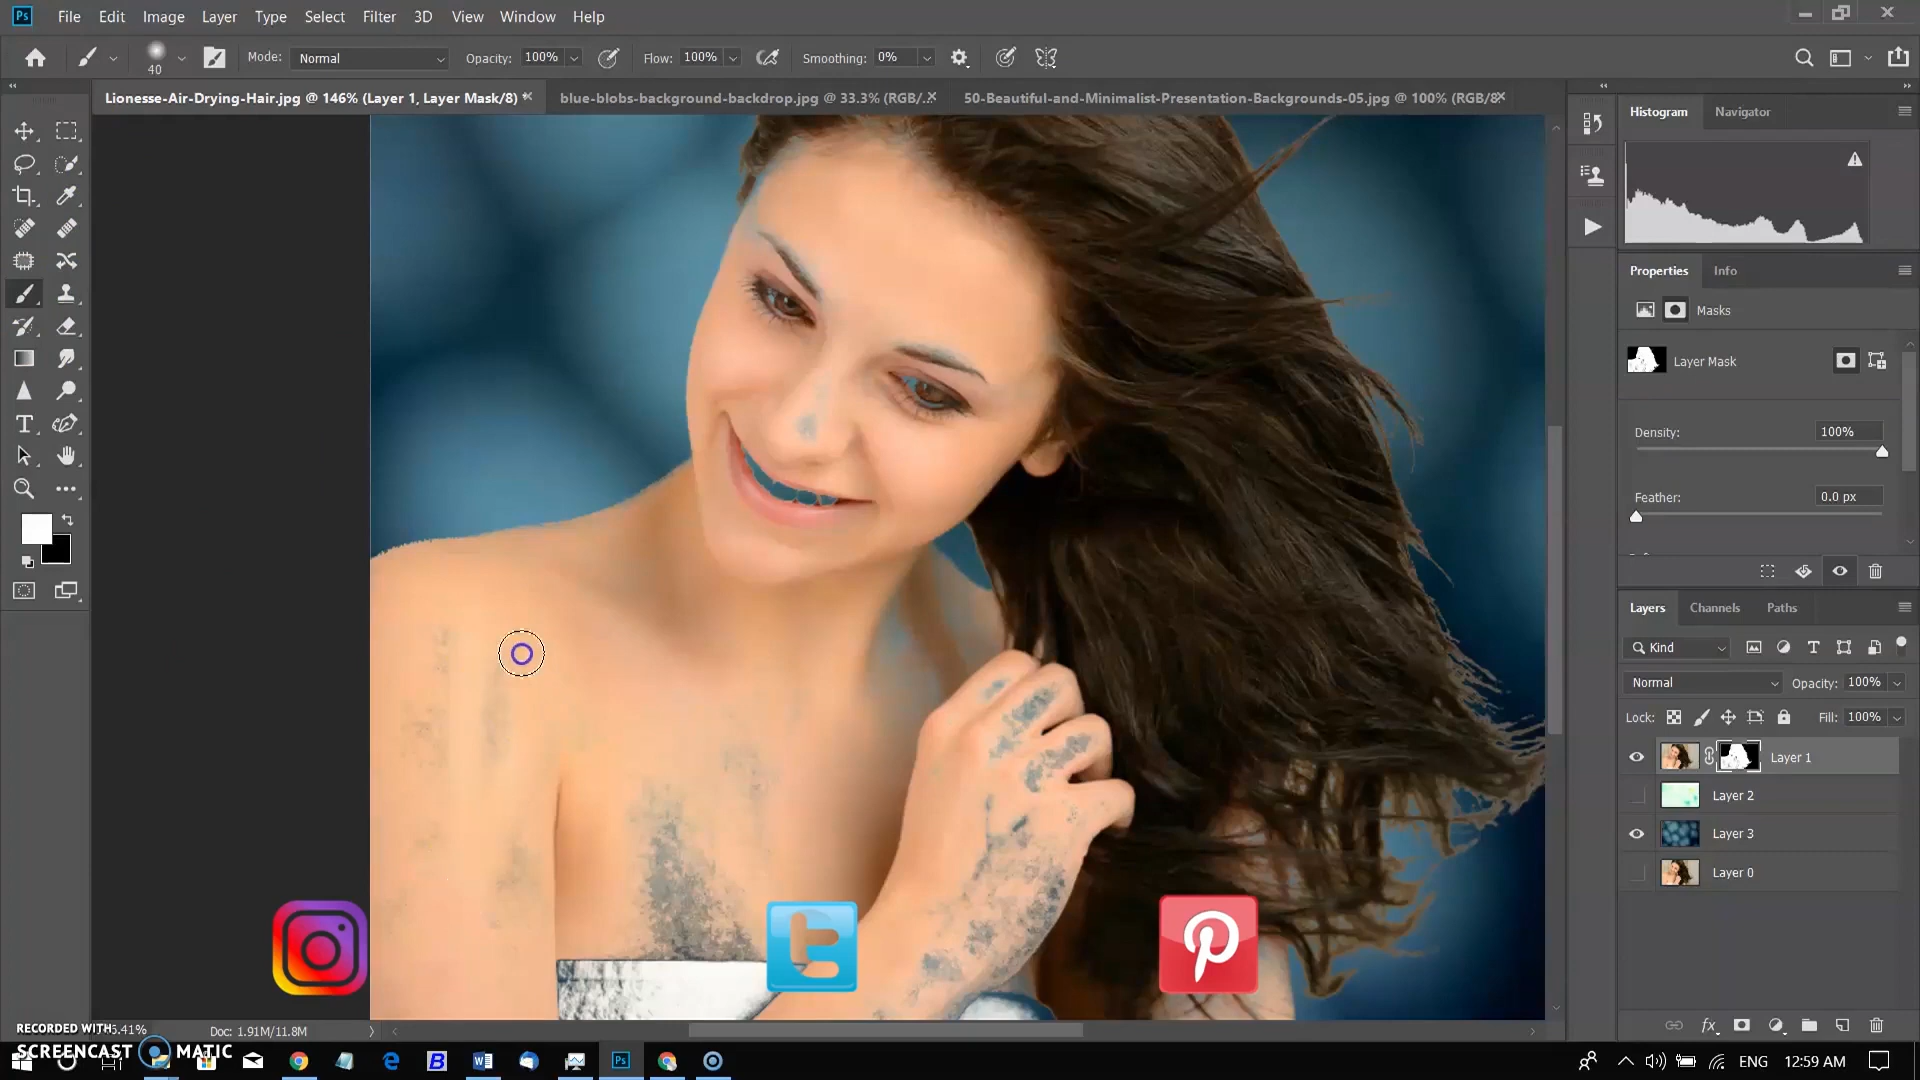 Ps File Edit Image Layer Type Select Filter 3D View Window Help
40 Mode: Normal Opacity: 100% Flow: 100% Smoothing: 0%
Lionesse-Air-Drying-Hair.jpg @ 146% (Layer 1, Layer Mask/8) *
blue-blobs-background-backdrop.jpg @ 33.3% (RGB/...
50-Beautiful-and-Minimalist-Presentation-Backgrounds-05.jpg @ 100% (RGB/8
Histogram Navigator
Properties Info
Masks
Layer Mask
Density: 100%
Feather: 0.0 px
Layers Channels Paths
Kind
Normal Opacity: 100%
Lock: Fill: 100%
Layer 1
Layer 2
Layer 3
Layer 0
fx
Doc: 1.91M/11.8M
RECORDED WITH
SCREENCAST MATIC
Ps
ENG 12:59 AM